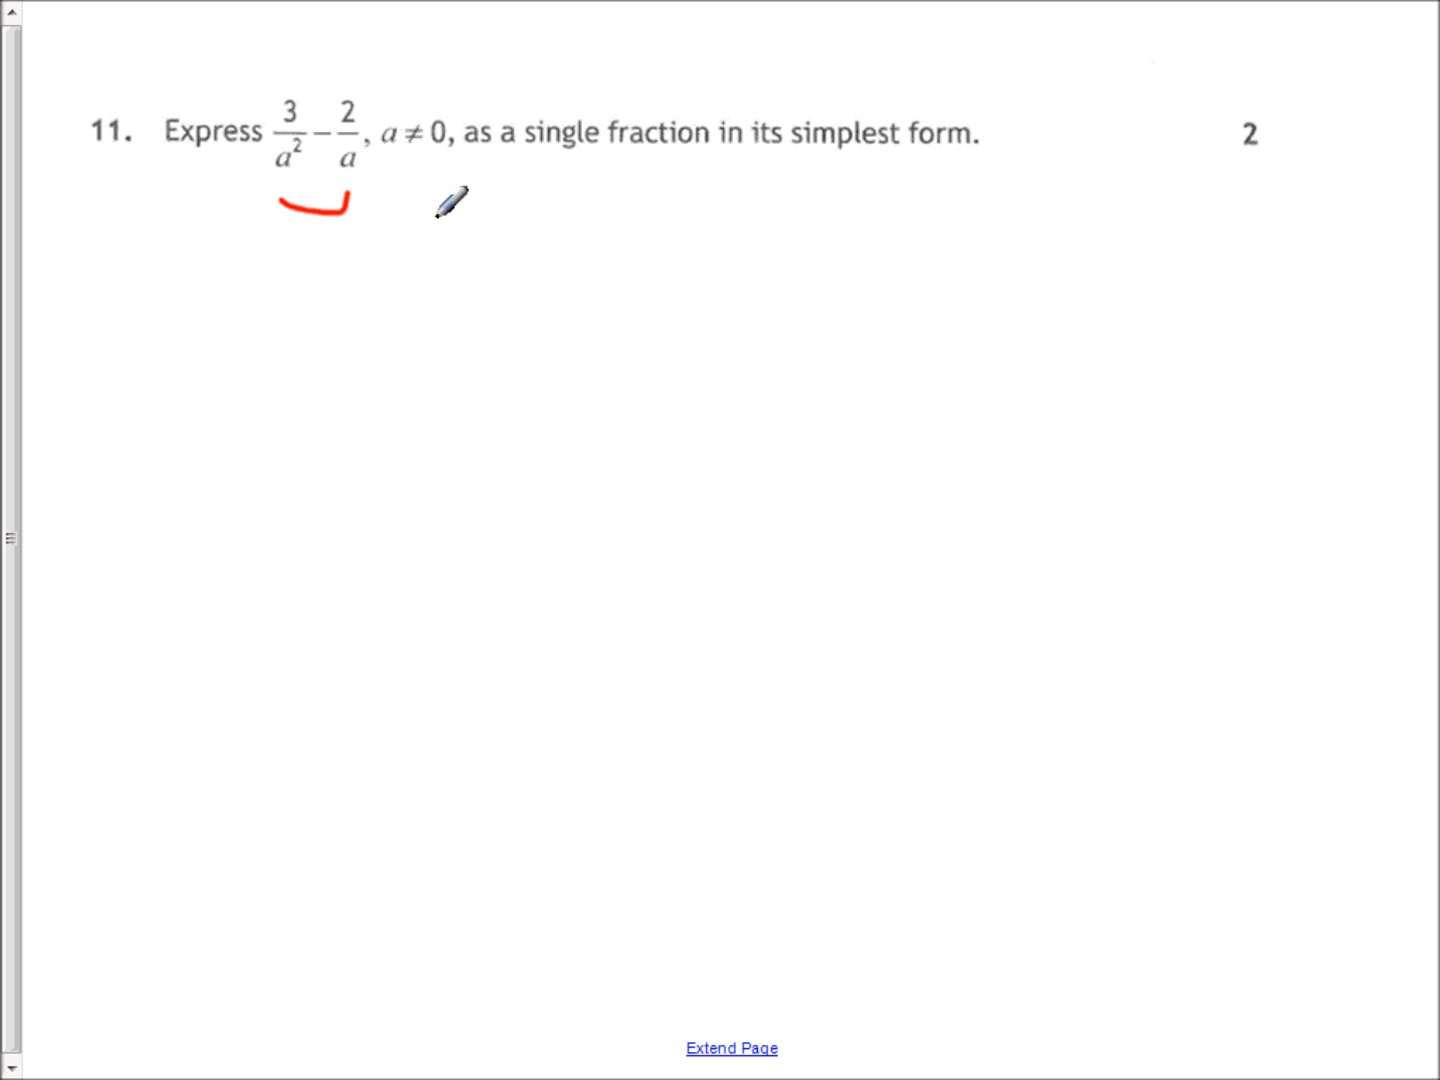 11. Express 3/a² − 2/a, a ≠ 0, as a single fraction in its simplest form. 2
Extend Page